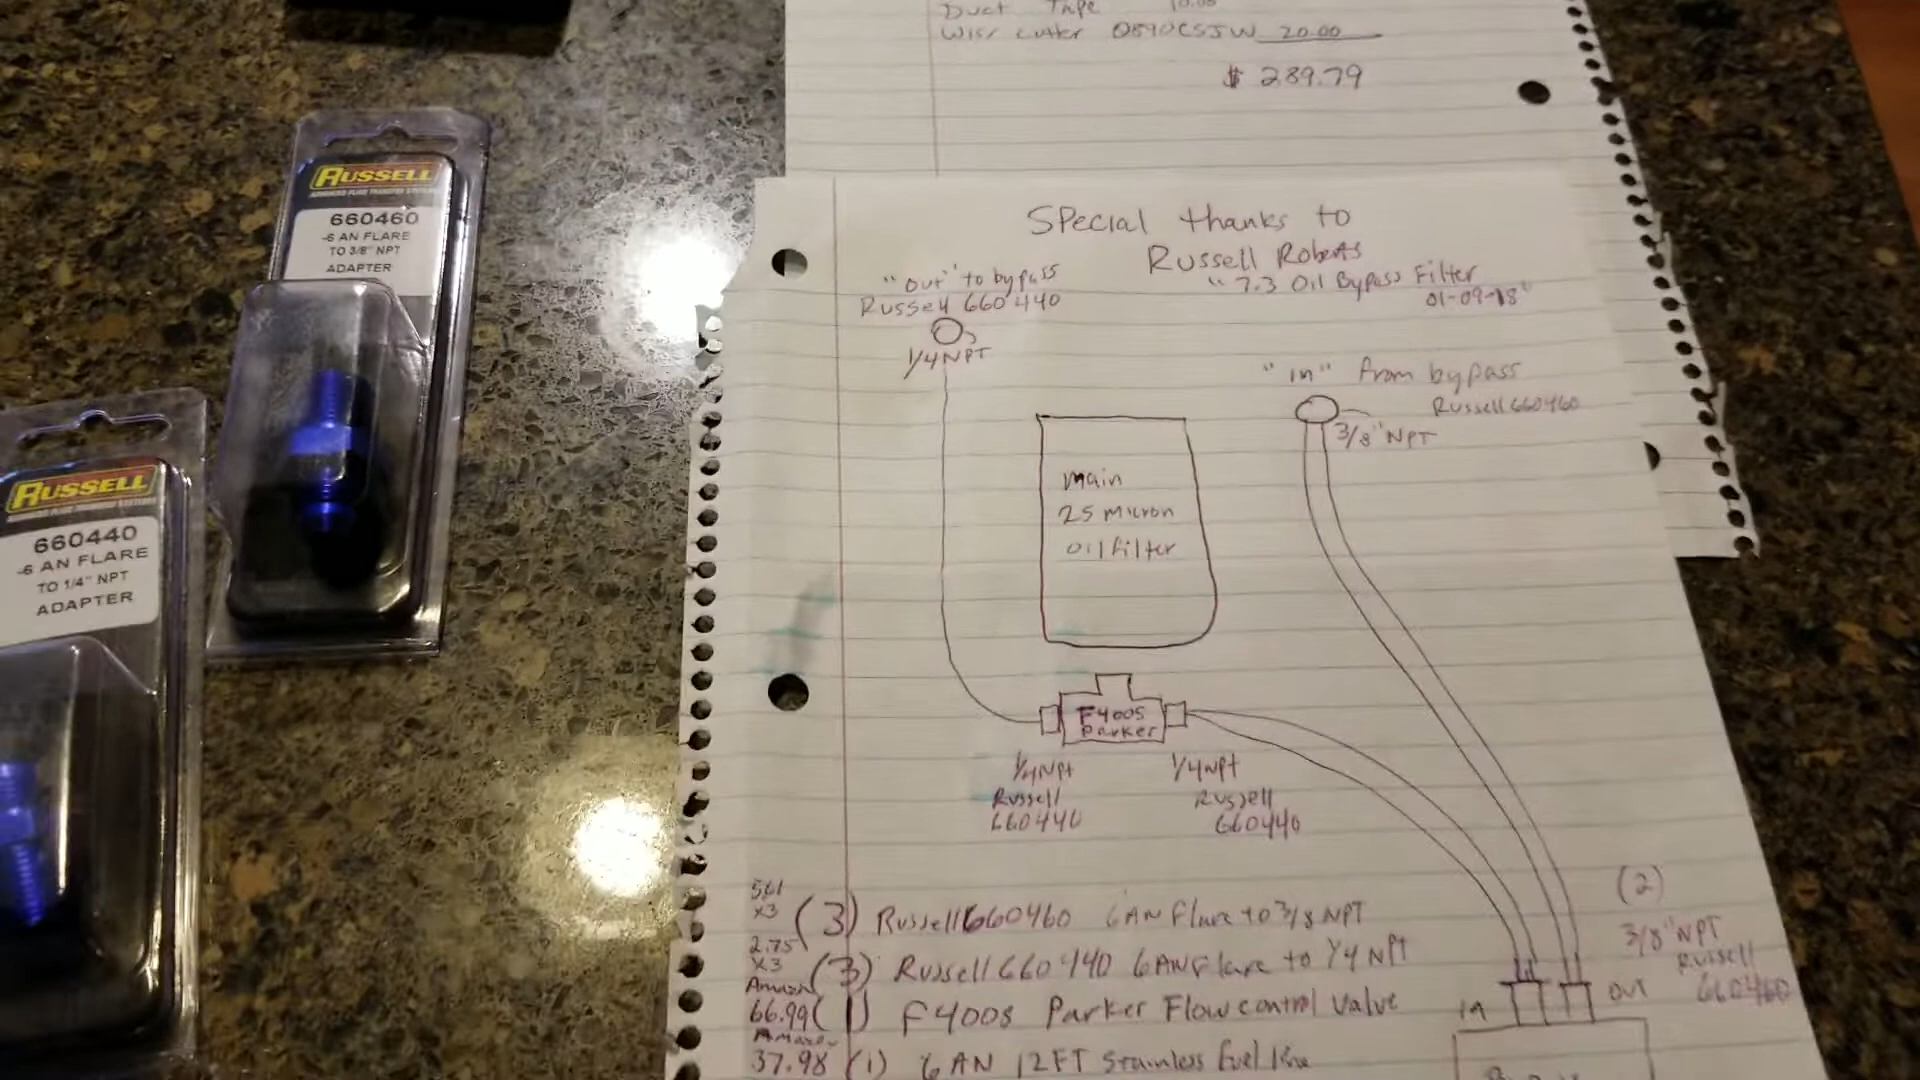 Duct Tape 10.00
Wire cutter 20.00
$ 289.79
RUSSELL
660460
-6 AN FLARE
TO 3/8" NPT
ADAPTER
RUSSELL
660440
-6 AN FLARE
TO 1/4" NPT
ADAPTER
Special thanks to
Russell Roberts
"7.3 Oil Bypass Filter
01-09-18"
"out" to bypass
Russell 660440
1/4 NPT
"in" from bypass
Russell 660460
3/8" NPT
main
25 micron
oil filter
F400S
Parker
1/4 NPT
Russell
660440
1/4 NPT
Russell
660440
561
x3 (3) Russell 660460 6AN Flare to 3/8 NPT
2.75
x3 (3) Russell 660440 6AN Flare to 1/4 NPT
Amazon
66.99 (1) F400S Parker Flow control valve
Amazon
37.98 (1) 6AN 12FT Stainless fuel line
(2)
3/8" NPT
Russell
660460
in
out